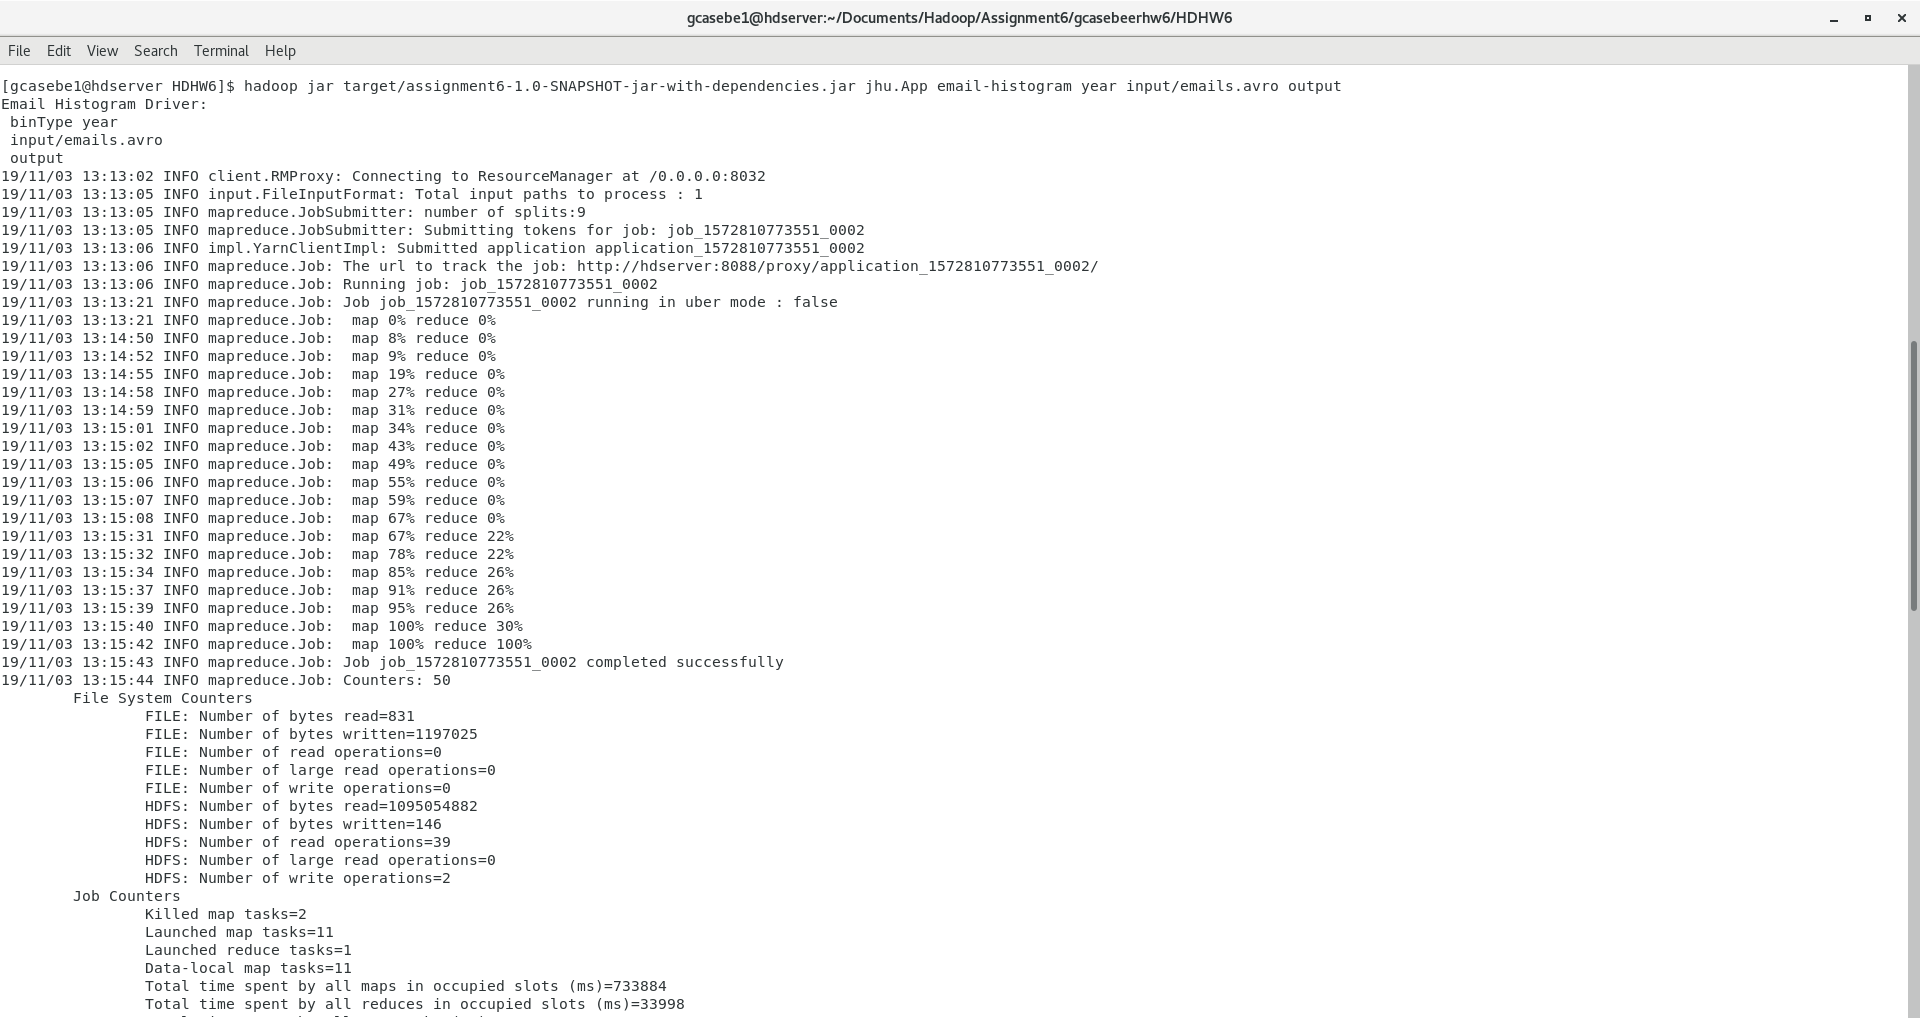 gcasebe1@hdserver:~/Documents/Hadoop/Assignment6/gcasebeerhw6/HDHW6
File Edit View Search Terminal Help
[gcasebe1@hdserver HDHW6]$ hadoop jar target/assignment6-1.0-SNAPSHOT-jar-with-dependencies.jar jhu.App email-histogram year input/emails.avro output
Email Histogram Driver:
 binType year
 input/emails.avro
 output
19/11/03 13:13:02 INFO client.RMProxy: Connecting to ResourceManager at /0.0.0.0:8032
19/11/03 13:13:05 INFO input.FileInputFormat: Total input paths to process : 1
19/11/03 13:13:05 INFO mapreduce.JobSubmitter: number of splits:9
19/11/03 13:13:05 INFO mapreduce.JobSubmitter: Submitting tokens for job: job_1572810773551_0002
19/11/03 13:13:06 INFO impl.YarnClientImpl: Submitted application application_1572810773551_0002
19/11/03 13:13:06 INFO mapreduce.Job: The url to track the job: http://hdserver:8088/proxy/application_1572810773551_0002/
19/11/03 13:13:06 INFO mapreduce.Job: Running job: job_1572810773551_0002
19/11/03 13:13:21 INFO mapreduce.Job: Job job_1572810773551_0002 running in uber mode : false
19/11/03 13:13:21 INFO mapreduce.Job:  map 0% reduce 0%
19/11/03 13:14:50 INFO mapreduce.Job:  map 8% reduce 0%
19/11/03 13:14:52 INFO mapreduce.Job:  map 9% reduce 0%
19/11/03 13:14:55 INFO mapreduce.Job:  map 19% reduce 0%
19/11/03 13:14:58 INFO mapreduce.Job:  map 27% reduce 0%
19/11/03 13:14:59 INFO mapreduce.Job:  map 31% reduce 0%
19/11/03 13:15:01 INFO mapreduce.Job:  map 34% reduce 0%
19/11/03 13:15:02 INFO mapreduce.Job:  map 43% reduce 0%
19/11/03 13:15:05 INFO mapreduce.Job:  map 49% reduce 0%
19/11/03 13:15:06 INFO mapreduce.Job:  map 55% reduce 0%
19/11/03 13:15:07 INFO mapreduce.Job:  map 59% reduce 0%
19/11/03 13:15:08 INFO mapreduce.Job:  map 67% reduce 0%
19/11/03 13:15:31 INFO mapreduce.Job:  map 67% reduce 22%
19/11/03 13:15:32 INFO mapreduce.Job:  map 78% reduce 22%
19/11/03 13:15:34 INFO mapreduce.Job:  map 85% reduce 26%
19/11/03 13:15:37 INFO mapreduce.Job:  map 91% reduce 26%
19/11/03 13:15:39 INFO mapreduce.Job:  map 95% reduce 26%
19/11/03 13:15:40 INFO mapreduce.Job:  map 100% reduce 30%
19/11/03 13:15:42 INFO mapreduce.Job:  map 100% reduce 100%
19/11/03 13:15:43 INFO mapreduce.Job: Job job_1572810773551_0002 completed successfully
19/11/03 13:15:44 INFO mapreduce.Job: Counters: 50
        File System Counters
                FILE: Number of bytes read=831
                FILE: Number of bytes written=1197025
                FILE: Number of read operations=0
                FILE: Number of large read operations=0
                FILE: Number of write operations=0
                HDFS: Number of bytes read=1095054882
                HDFS: Number of bytes written=146
                HDFS: Number of read operations=39
                HDFS: Number of large read operations=0
                HDFS: Number of write operations=2
        Job Counters
                Killed map tasks=2
                Launched map tasks=11
                Launched reduce tasks=1
                Data-local map tasks=11
                Total time spent by all maps in occupied slots (ms)=733884
                Total time spent by all reduces in occupied slots (ms)=33998